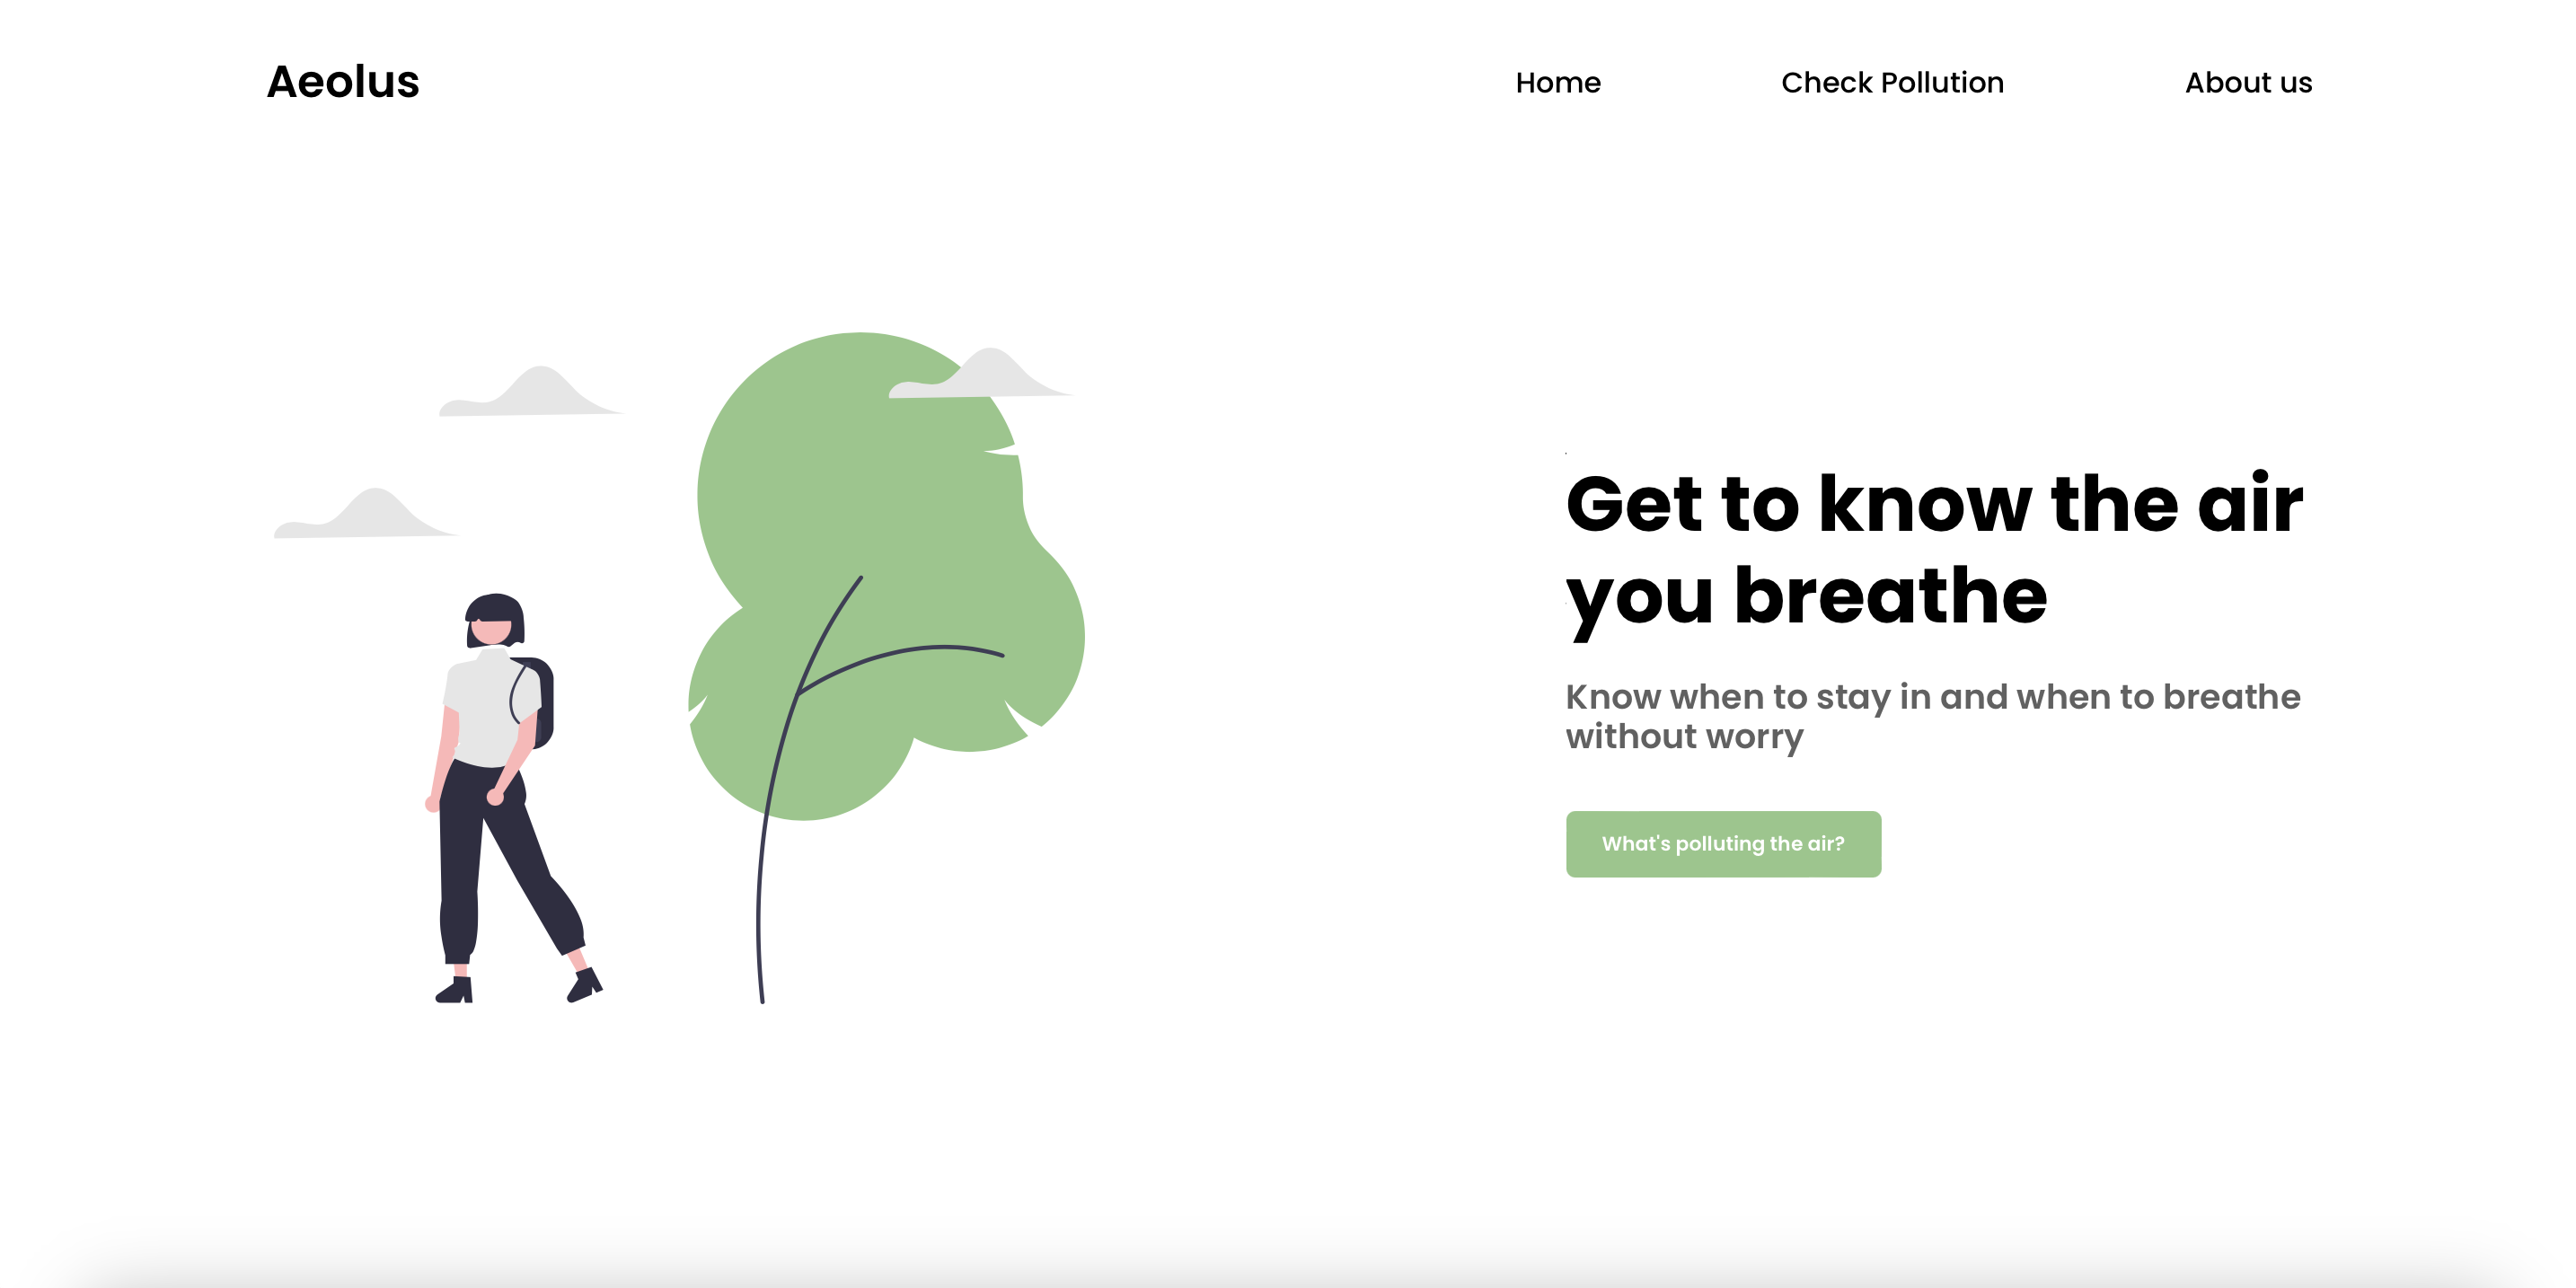 Aeolus
Home
Check Pollution
About us
Get to know the air
you breathe
Know when to stay in and when to breathe
without worry
What's polluting the air?